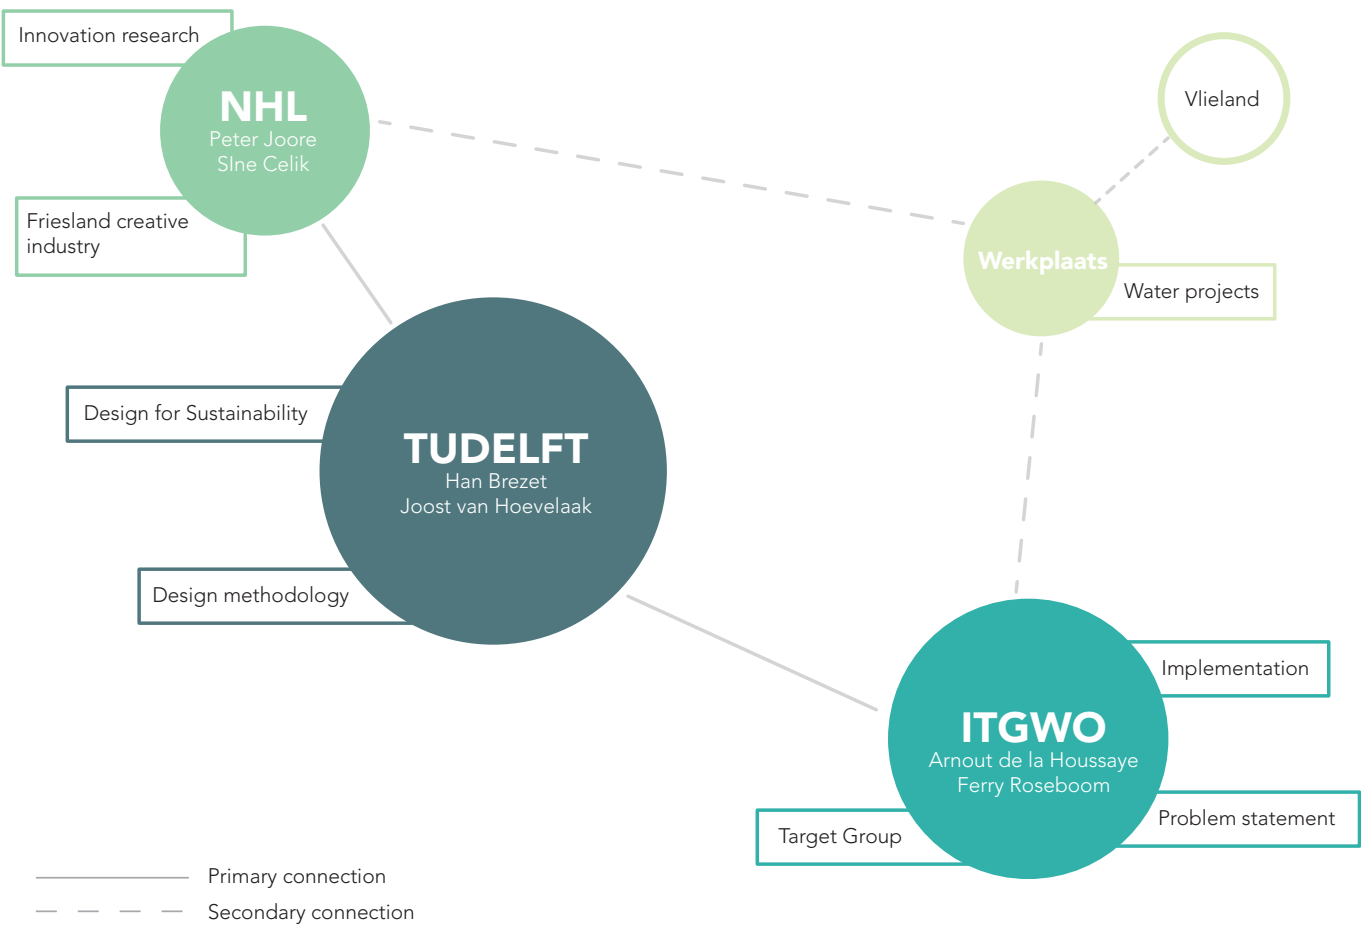 Innovation research
NHL
Peter Joore
SIne Celik
Friesland creative
industry
Vlieland
Werkplaats
Water projects
Design for Sustainability
TUDELFT
Han Brezet
Joost van Hoevelaak
Design methodology
Implementation
ITGWO
Arnout de la Houssaye
Ferry Roseboom
Problem statement
Target Group
Primary connection
Secondary connection